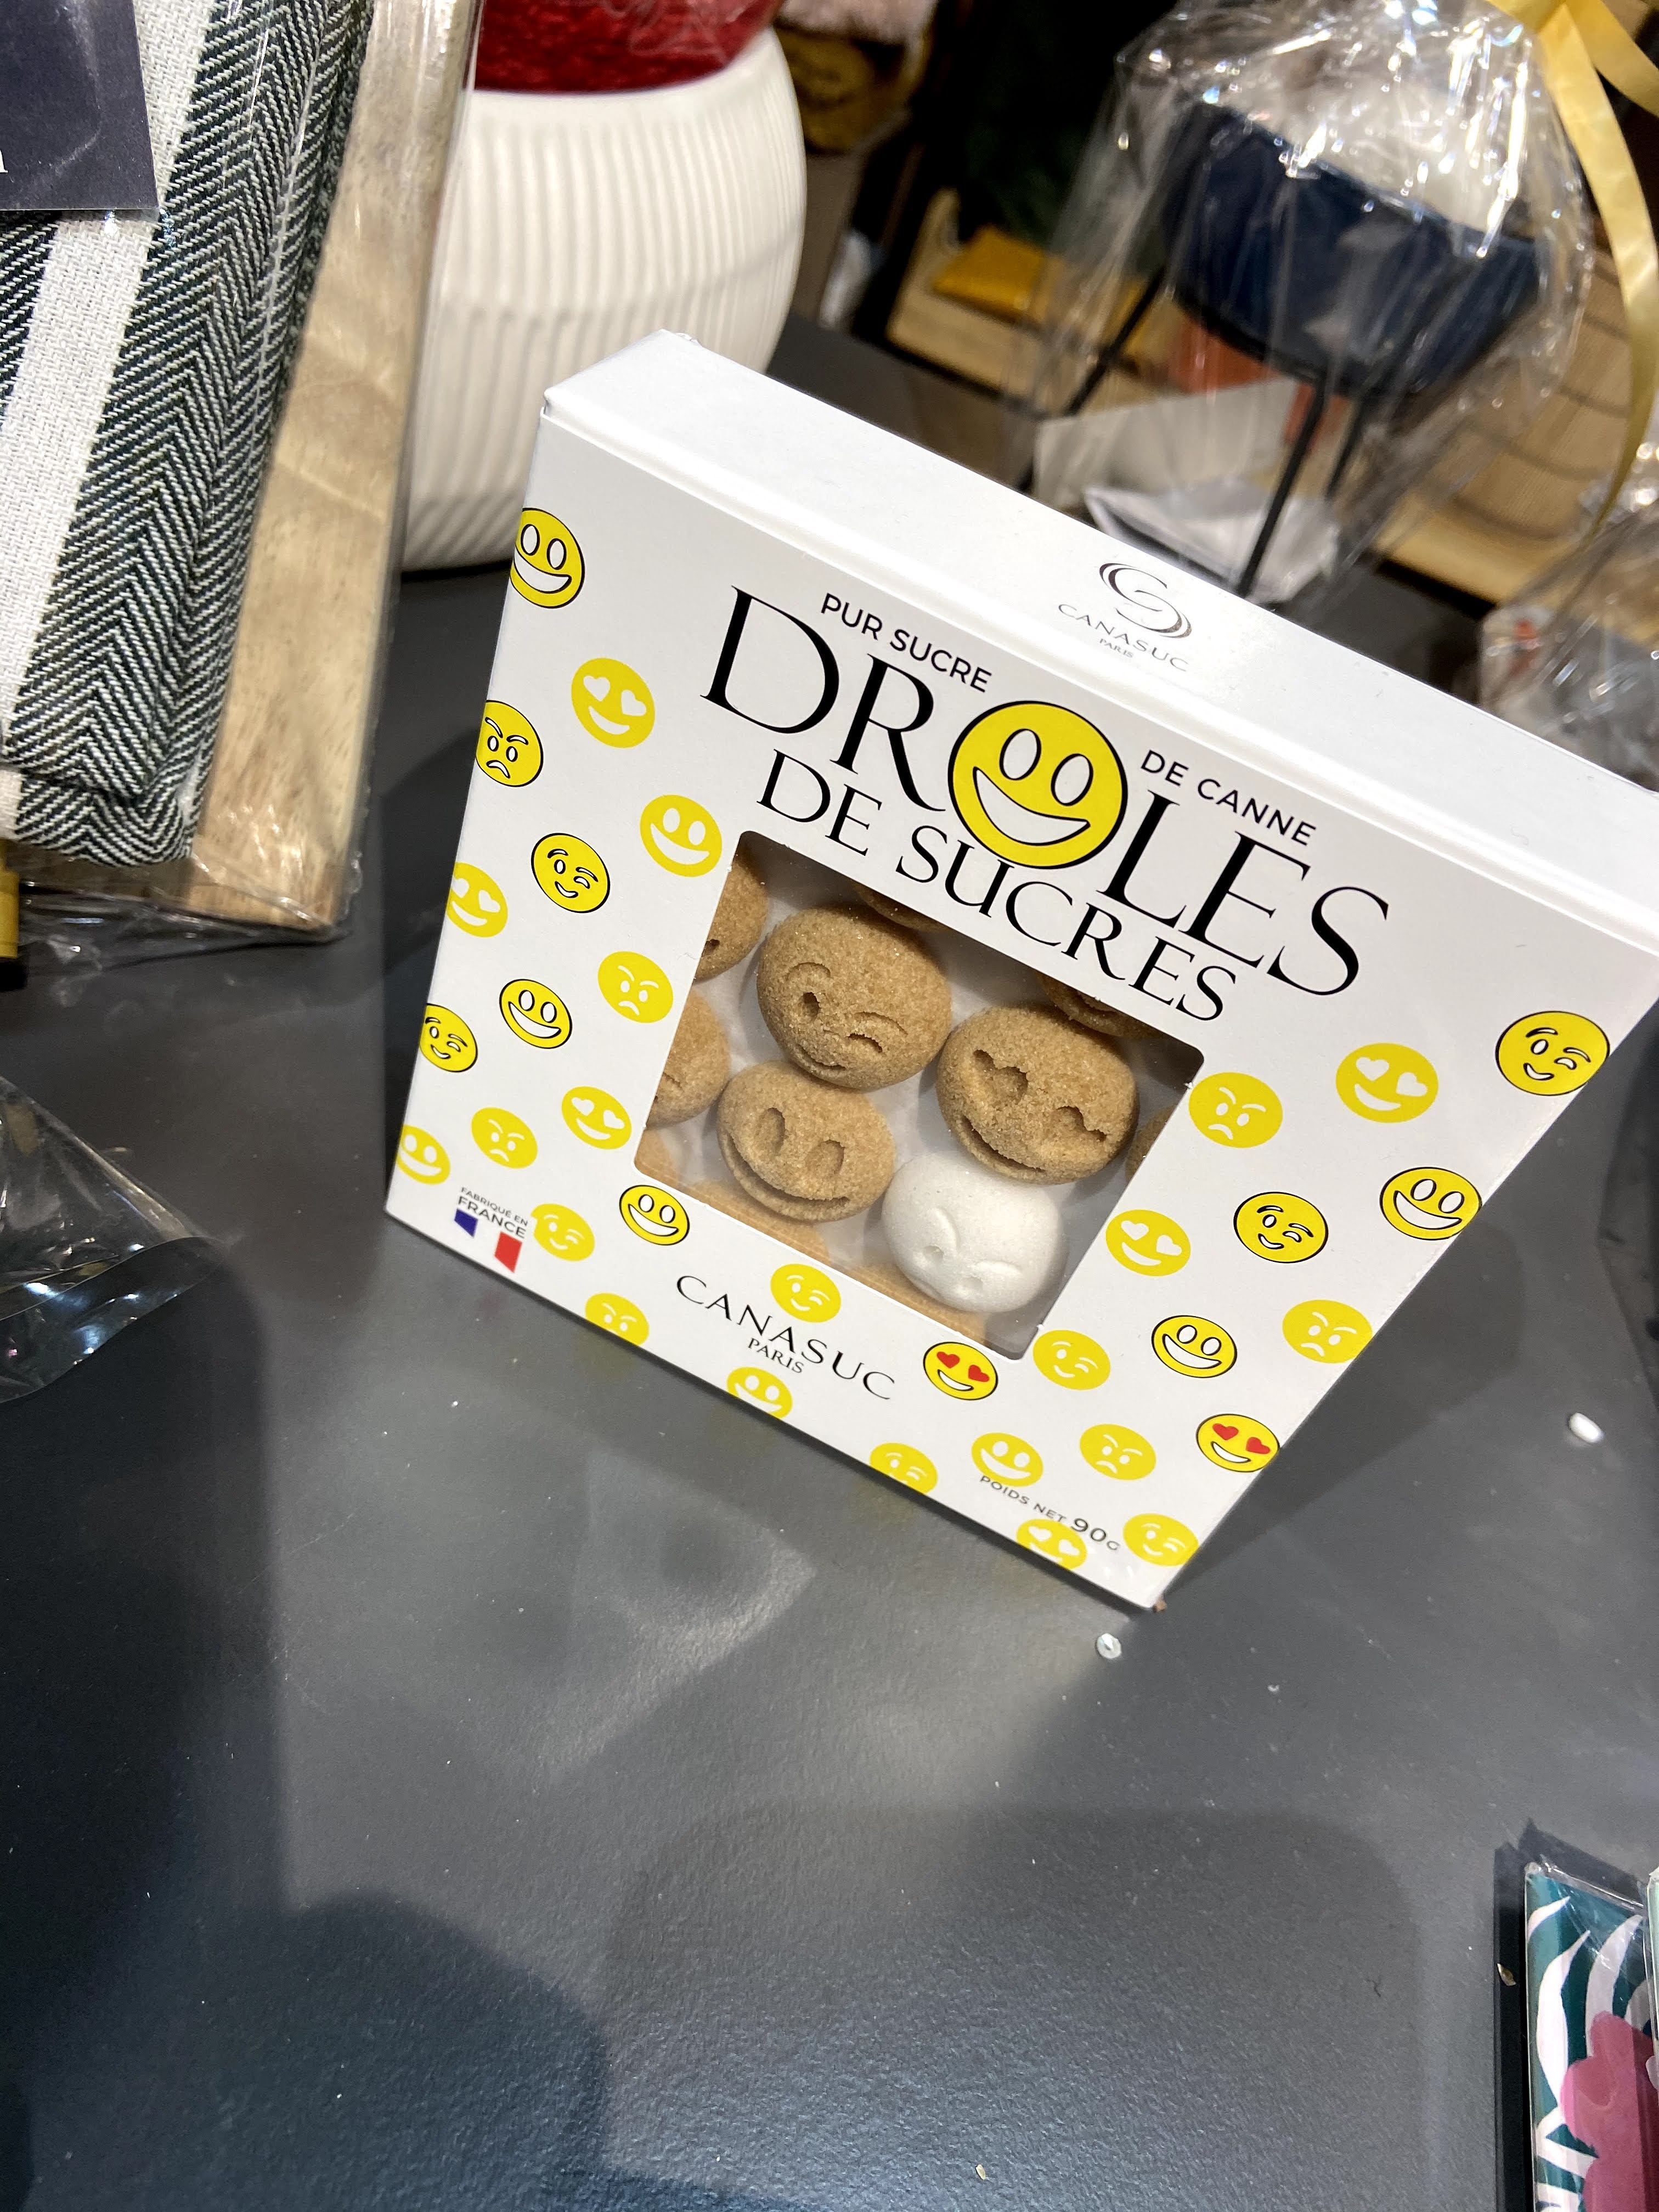 CANASUC
PARIS
PUR SUCRE
DE CANNE
DROLES
DE SUCRES
FABRIQUÉ EN
FRANCE
CANASUC
PARIS
POIDS NET 90G